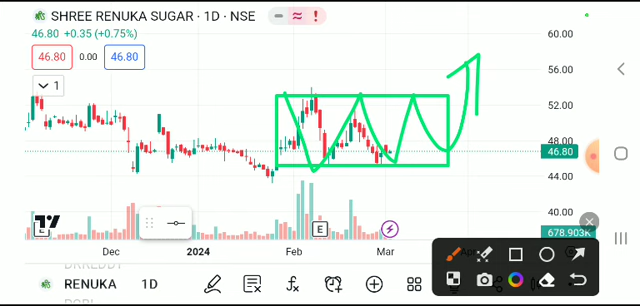 SHREE RENUKA SUGAR · 1D · NSE
46.80 +0.35 (+0.75%)
46.80 0.00 46.80
1
60.00
56.00
52.00
48.00
46.80
44.00
40.00
678.903K
E E
Dec 2024 Feb Mar
RENUKA 1D